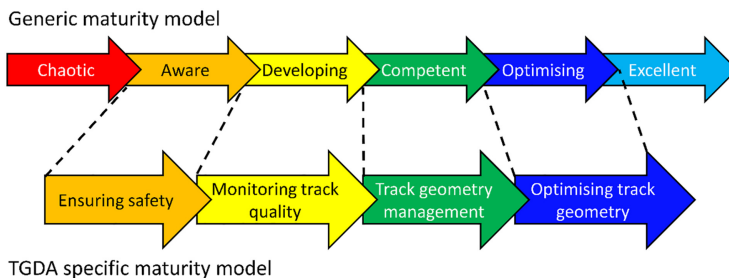 Generic maturity model
Chaotic
Aware
Developing
Competent
Optimising
Excellent
Ensuring safety
Monitoring track
quality
Track geometry
management
Optimising track
geometry
TGDA specific maturity model